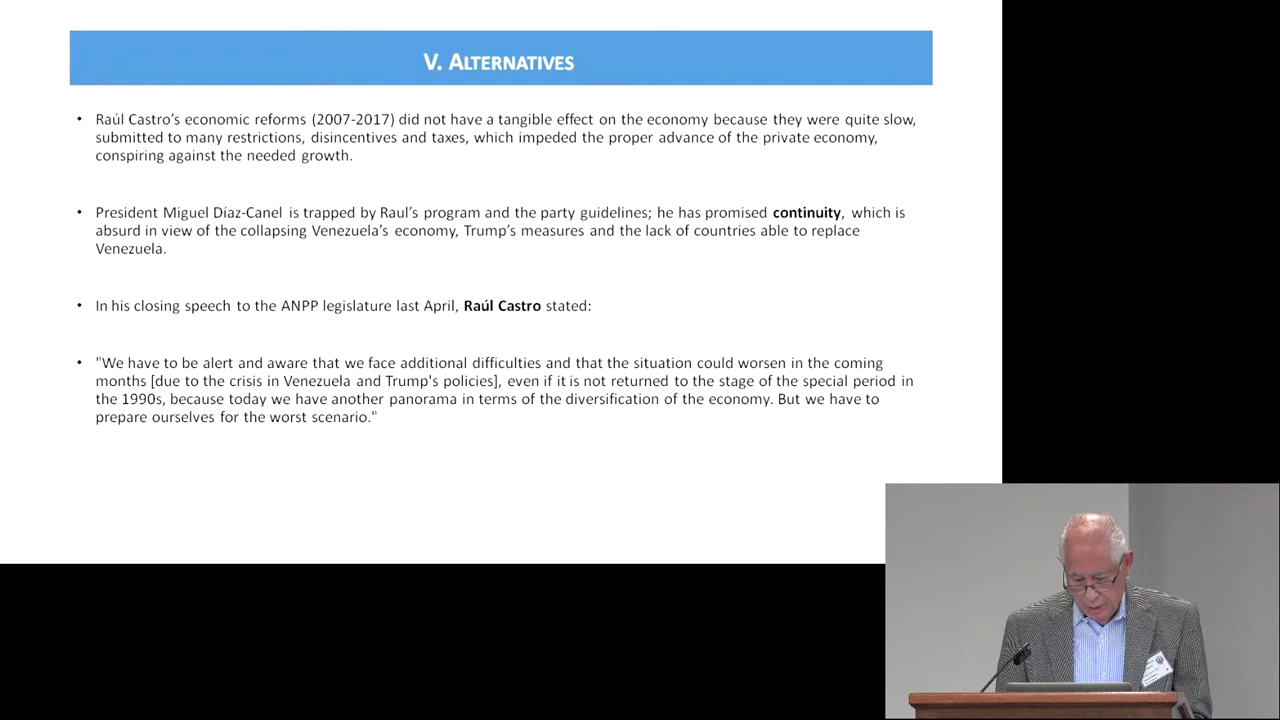 V. ALTERNATIVES
• Raúl Castro's economic reforms (2007-2017) did not have a tangible effect on the economy because they were quite slow,
submitted to many restrictions, disincentives and taxes, which impeded the proper advance of the private economy,
conspiring against the needed growth.
• President Miguel Díaz-Canel is trapped by Raul's program and the party guidelines; he has promised continuity, which is
absurd in view of the collapsing Venezuela's economy, Trump's measures and the lack of countries able to replace
Venezuela.
• In his closing speech to the ANPP legislature last April, Raúl Castro stated:
• "We have to be alert and aware that we face additional difficulties and that the situation could worsen in the coming
months [due to the crisis in Venezuela and Trump's policies], even if it is not returned to the stage of the special period in
the 1990s, because today we have another panorama in terms of the diversification of the economy. But we have to
prepare ourselves for the worst scenario."